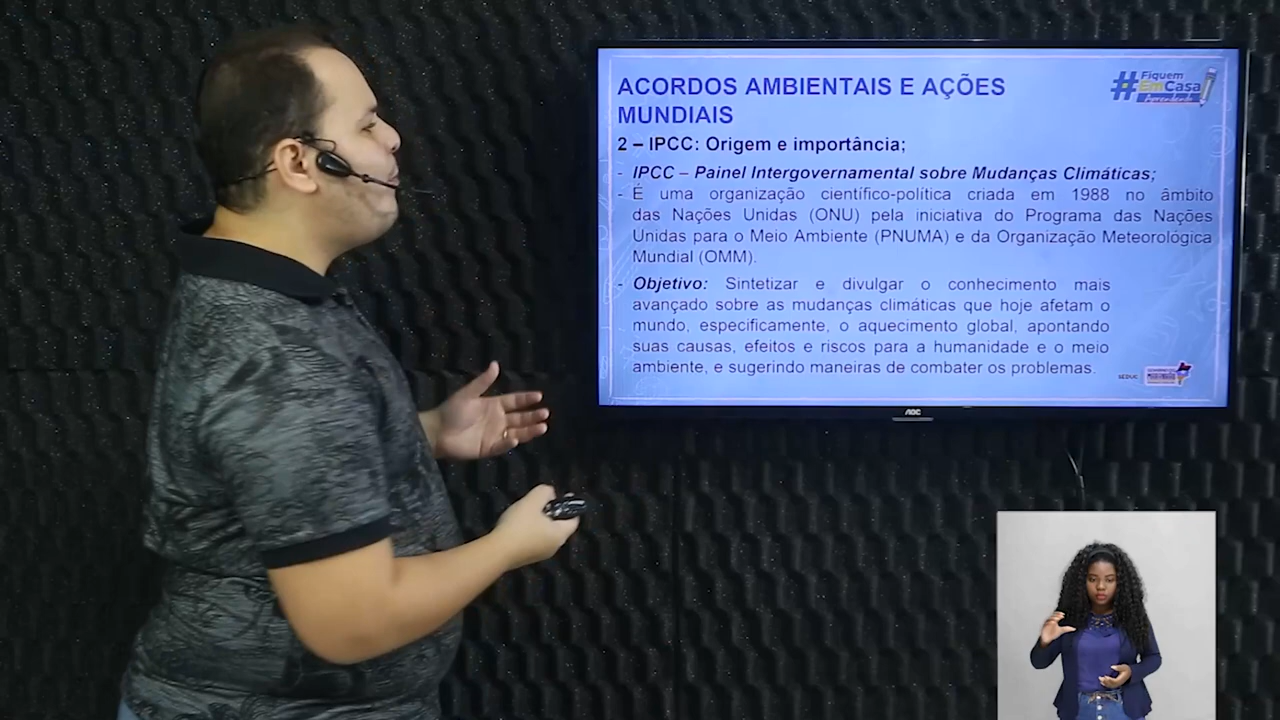 ACORDOS AMBIENTAIS E AÇÕES
MUNDIAIS
#Fiquem
EmCasa
Aprendendo
2 – IPCC: Origem e importância;
- IPCC – Painel Intergovernamental sobre Mudanças Climáticas;
- É uma organização científico-política criada em 1988 no âmbito
das Nações Unidas (ONU) pela iniciativa do Programa das Nações
Unidas para o Meio Ambiente (PNUMA) e da Organização Meteorológica
Mundial (OMM).
- Objetivo: Sintetizar e divulgar o conhecimento mais
avançado sobre as mudanças climáticas que hoje afetam o
mundo, especificamente, o aquecimento global, apontando
suas causas, efeitos e riscos para a humanidade e o meio
ambiente, e sugerindo maneiras de combater os problemas.
SEDUC
AOC